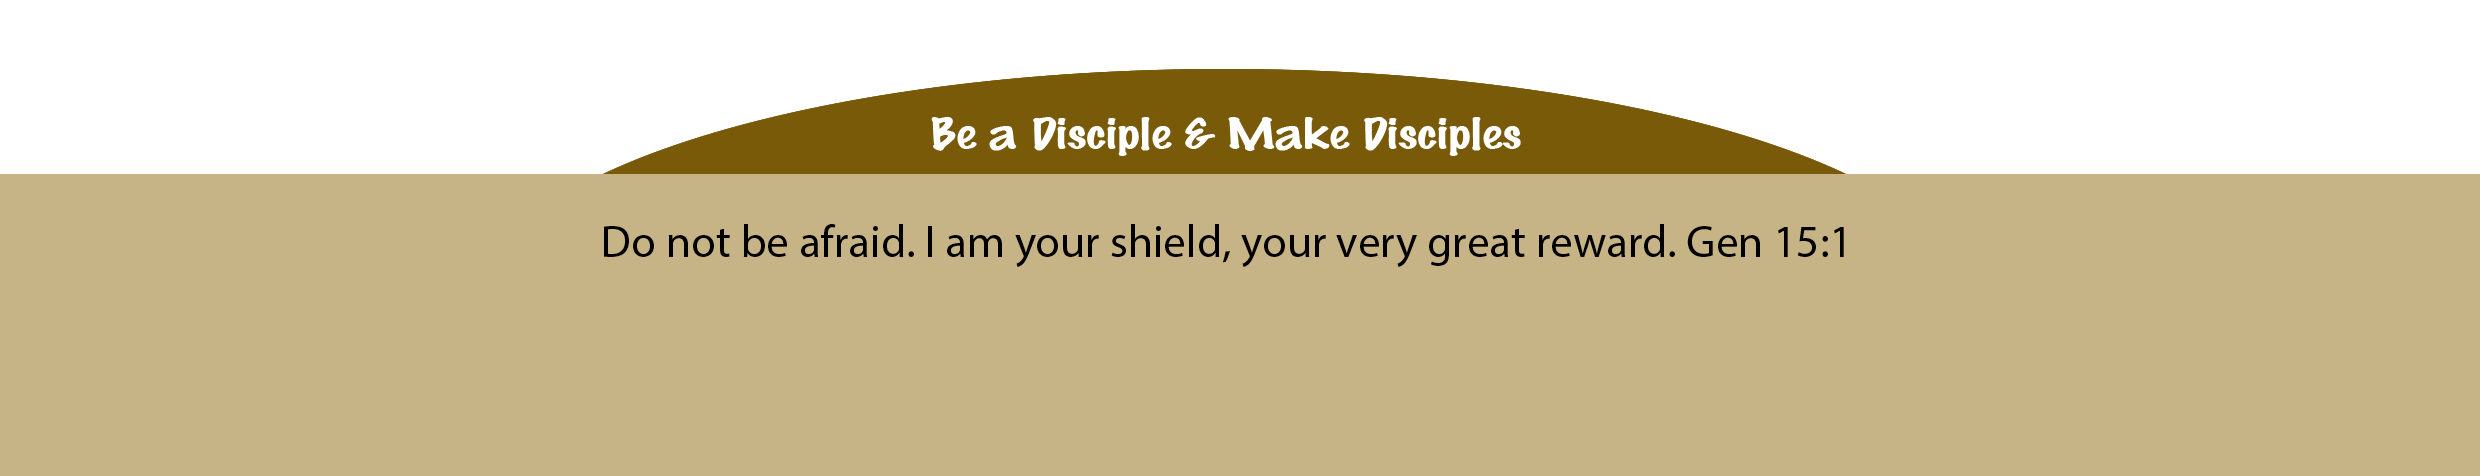 Be a Disciple & Make Disciples
Do not be afraid. I am your shield, your very great reward. Gen 15:1